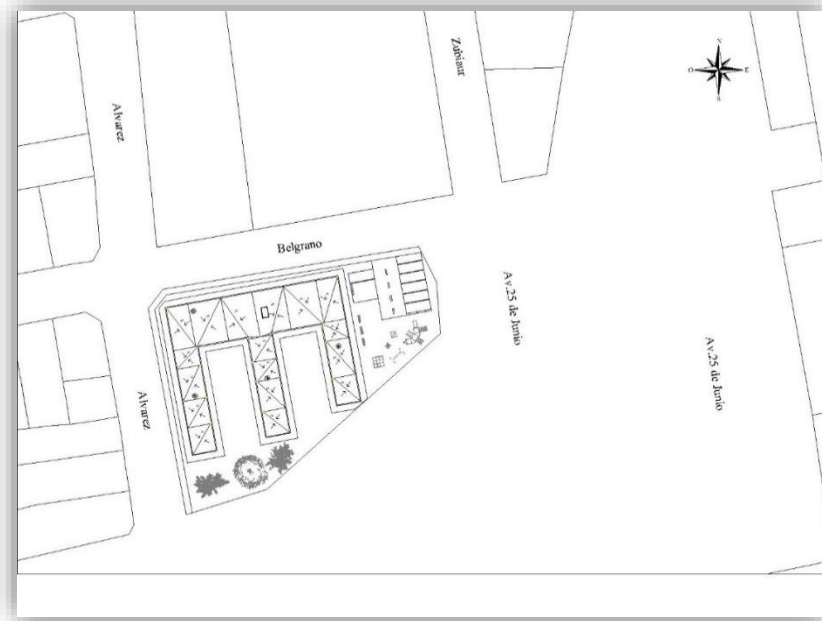 Zubiaur
N
O E
S
Alvarez
Belgrano
Av.25 de Junio
Av.25 de Junio
Alvarez